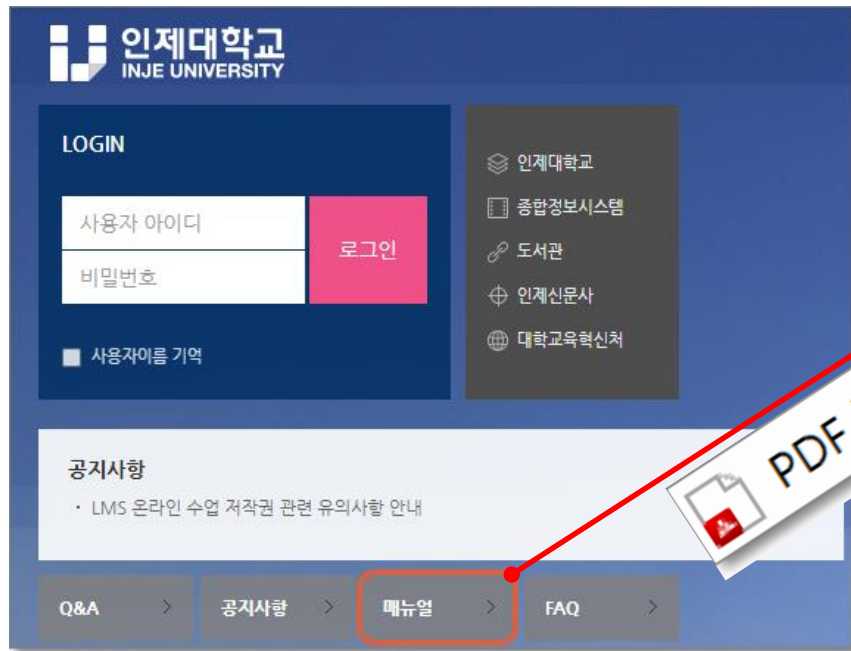 인제대학교
INJE UNIVERSITY
LOGIN
사용자 아이디
비밀번호
로그인
사용자이름 기억
인제대학교
종합정보시스템
도서관
인제신문사
대학교육혁신처
공지사항
· LMS 온라인 수업 저작권 관련 유의사항 안내
PDF
Q&A
공지사항
매뉴얼
FAQ